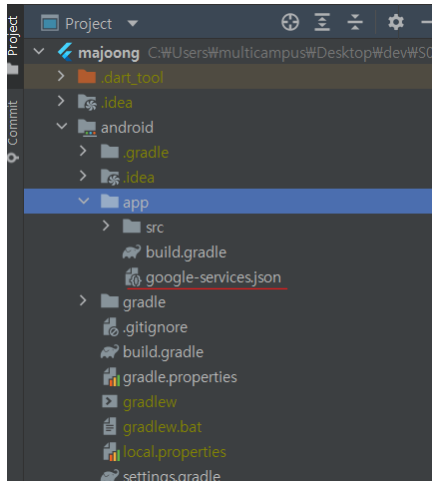 Project
Project
Commit
majoong C:₩Users₩multicampus₩Desktop₩dev₩S0
.dart_tool
.idea
android
.gradle
.idea
app
src
build.gradle
google-services.json
gradle
.gitignore
build.gradle
gradle.properties
gradlew
gradlew.bat
local.properties
settings.gradle